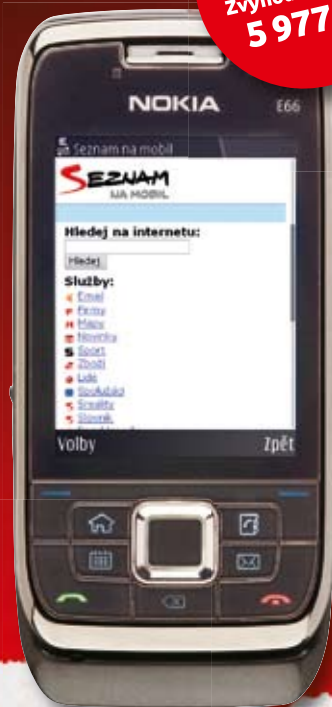 5 977
NOKIA
E66
Seznam na mobil
SEZNAM
NA MOBIL
Hledej na internetu:
Hledej
Služby:
Email
Firmy
Mapy
Novinky
Sport
Zboží
Lidé
Spolužáci
Sreality
Slovník
Volby
Zpět